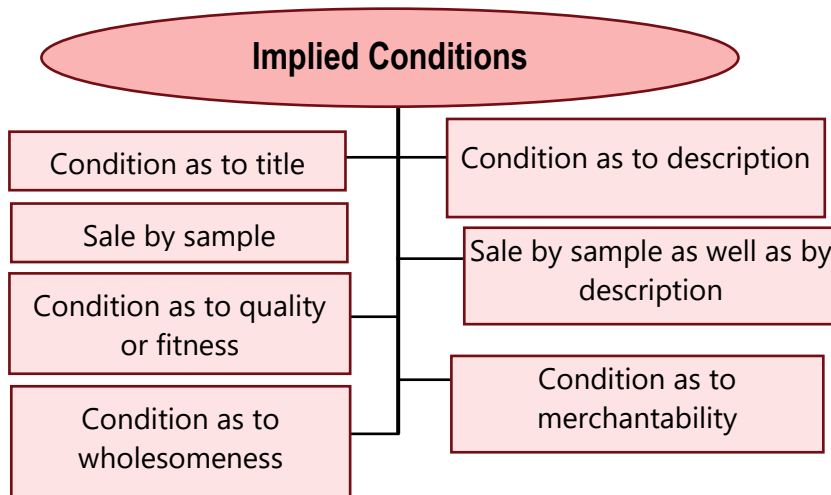 Implied Conditions
Condition as to title
Condition as to description
Sale by sample
Sale by sample as well as by
description
Condition as to quality
or fitness
Condition as to
merchantability
Condition as to
wholesomeness